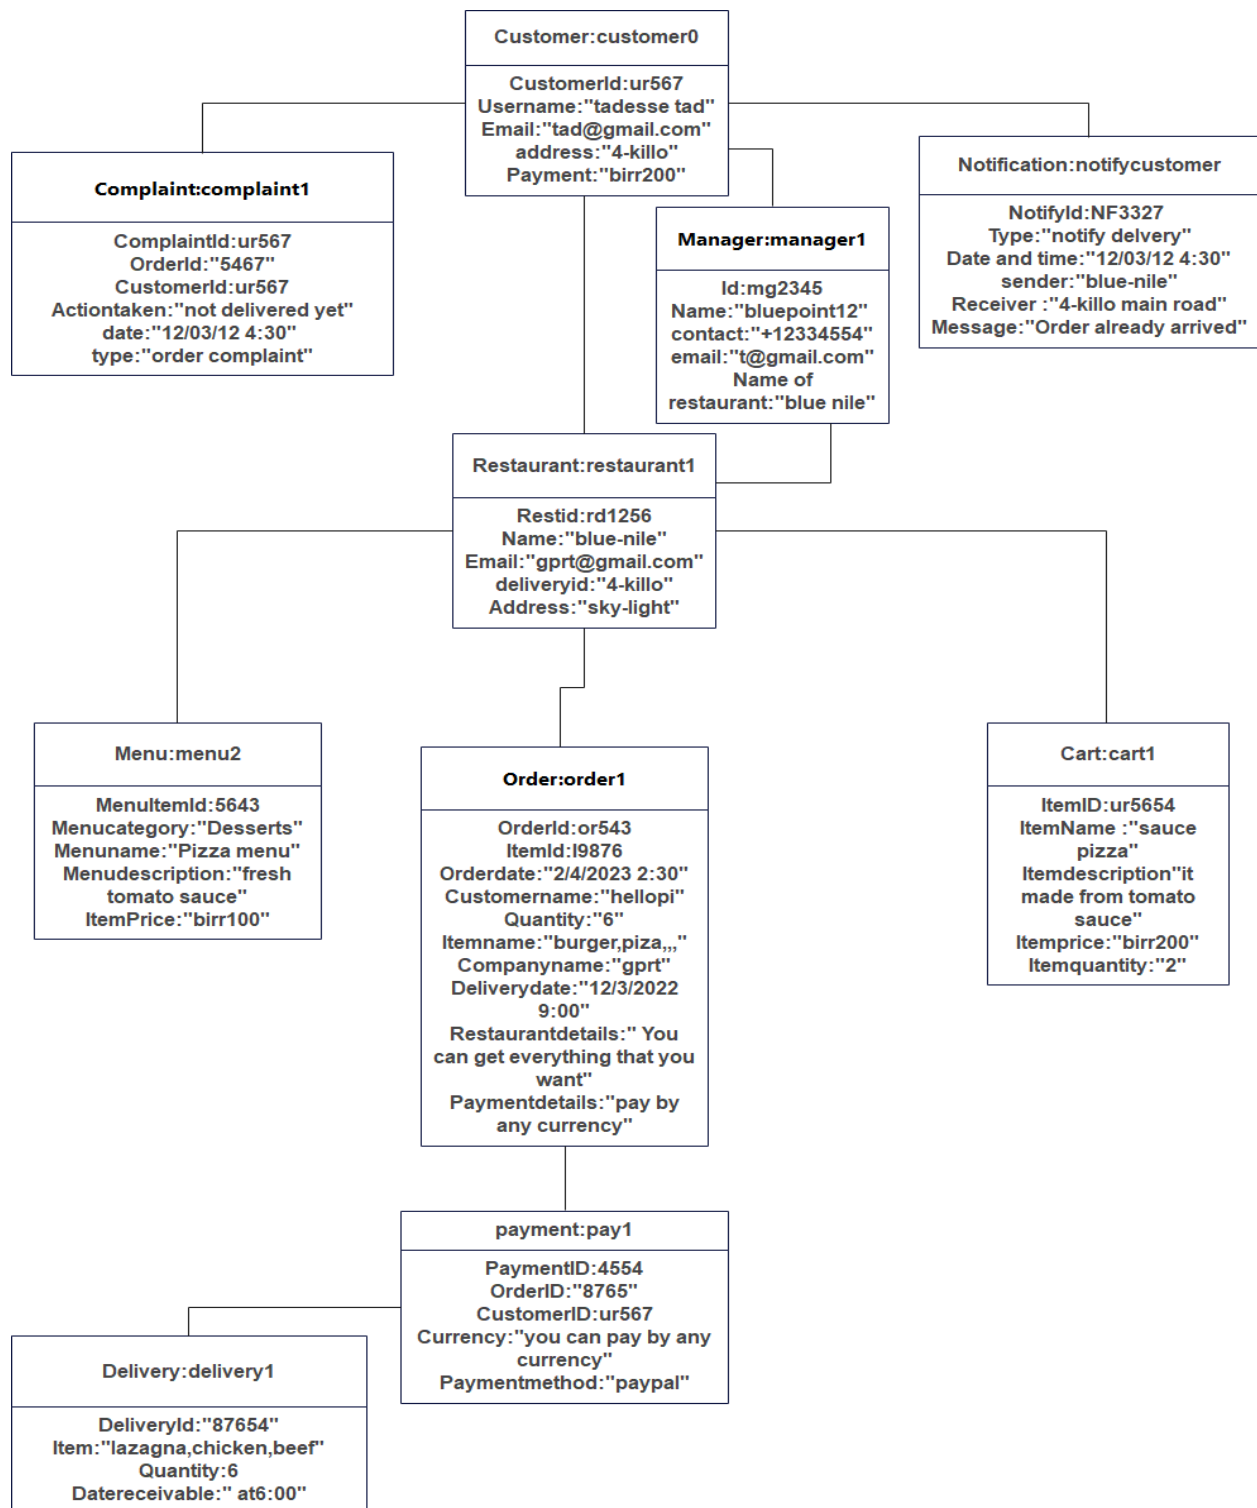 Customer:customer0
CustomerId:ur567
Username:"tadesse tad"
Email:"tad@gmail.com"
address:"4-killo"
Payment:"birr200"
Complaint:complaint1
ComplaintId:ur567
OrderId:"5467"
CustomerId:ur567
Actiontaken:"not delivered yet"
date:"12/03/12 4:30"
type:"order complaint"
Manager:manager1
Id:mg2345
Name:"bluepoint12"
contact:"+12334554"
email:"t@gmail.com"
Name of
restaurant:"blue nile"
Notification:notifycustomer
NotifyId:NF3327
Type:"notify delvery"
Date and time:"12/03/12 4:30"
sender:"blue-nile"
Receiver :"4-killo main road"
Message:"Order already arrived"
Restaurant:restaurant1
Restid:rd1256
Name:"blue-nile"
Email:"gprt@gmail.com"
deliveryid:"4-killo"
Address:"sky-light"
Menu:menu2
MenuItemId:5643
Menucategory:"Desserts"
Menuname:"Pizza menu"
Menudescription:"fresh
tomato sauce"
ItemPrice:"birr100"
Order:order1
OrderId:or543
ItemId:I9876
Orderdate:"2/4/2023 2:30"
Customername:"hellopi"
Quantity:"6"
Itemname:"burger,piza,,,"
Companyname:"gprt"
Deliverydate:"12/3/2022
9:00"
Restaurantdetails:" You
can get everything that you
want"
Paymentdetails:"pay by
any currency"
Cart:cart1
ItemID:ur5654
ItemName :"sauce
pizza"
Itemdescription"it
made from tomato
sauce"
Itemprice:"birr200"
Itemquantity:"2"
payment:pay1
PaymentID:4554
OrderID:"8765"
CustomerID:ur567
Currency:"you can pay by any
currency"
Paymentmethod:"paypal"
Delivery:delivery1
DeliveryId:"87654"
Item:"lazagna,chicken,beef"
Quantity:6
Datereceivable:" at6:00"